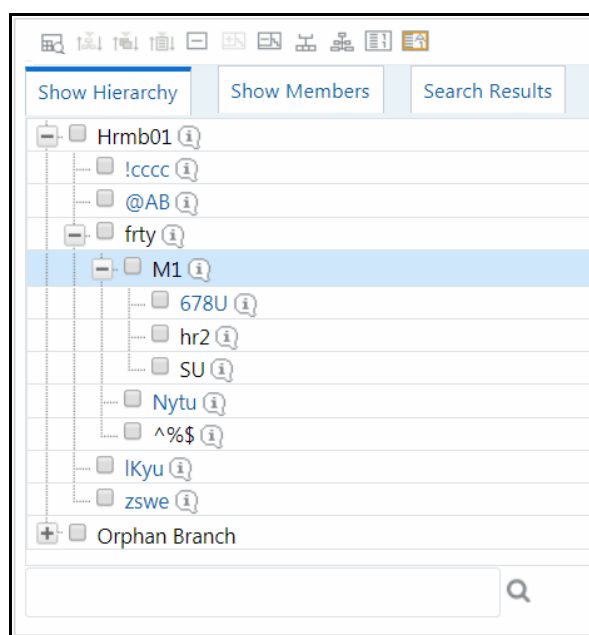 Show Hierarchy Show Members Search Results
Hrmb01
!cccc
@AB
frty
M1
678U
hr2
SU
Nytu
^%$
lKyu
zswe
Orphan Branch